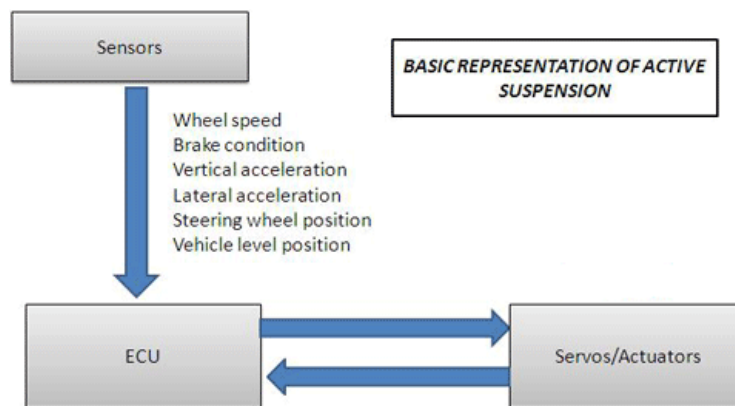 Sensors
BASIC REPRESENTATION OF ACTIVE
SUSPENSION
Wheel speed
Brake condition
Vertical acceleration
Lateral acceleration
Steering wheel position
Vehicle level position
ECU
Servos/Actuators